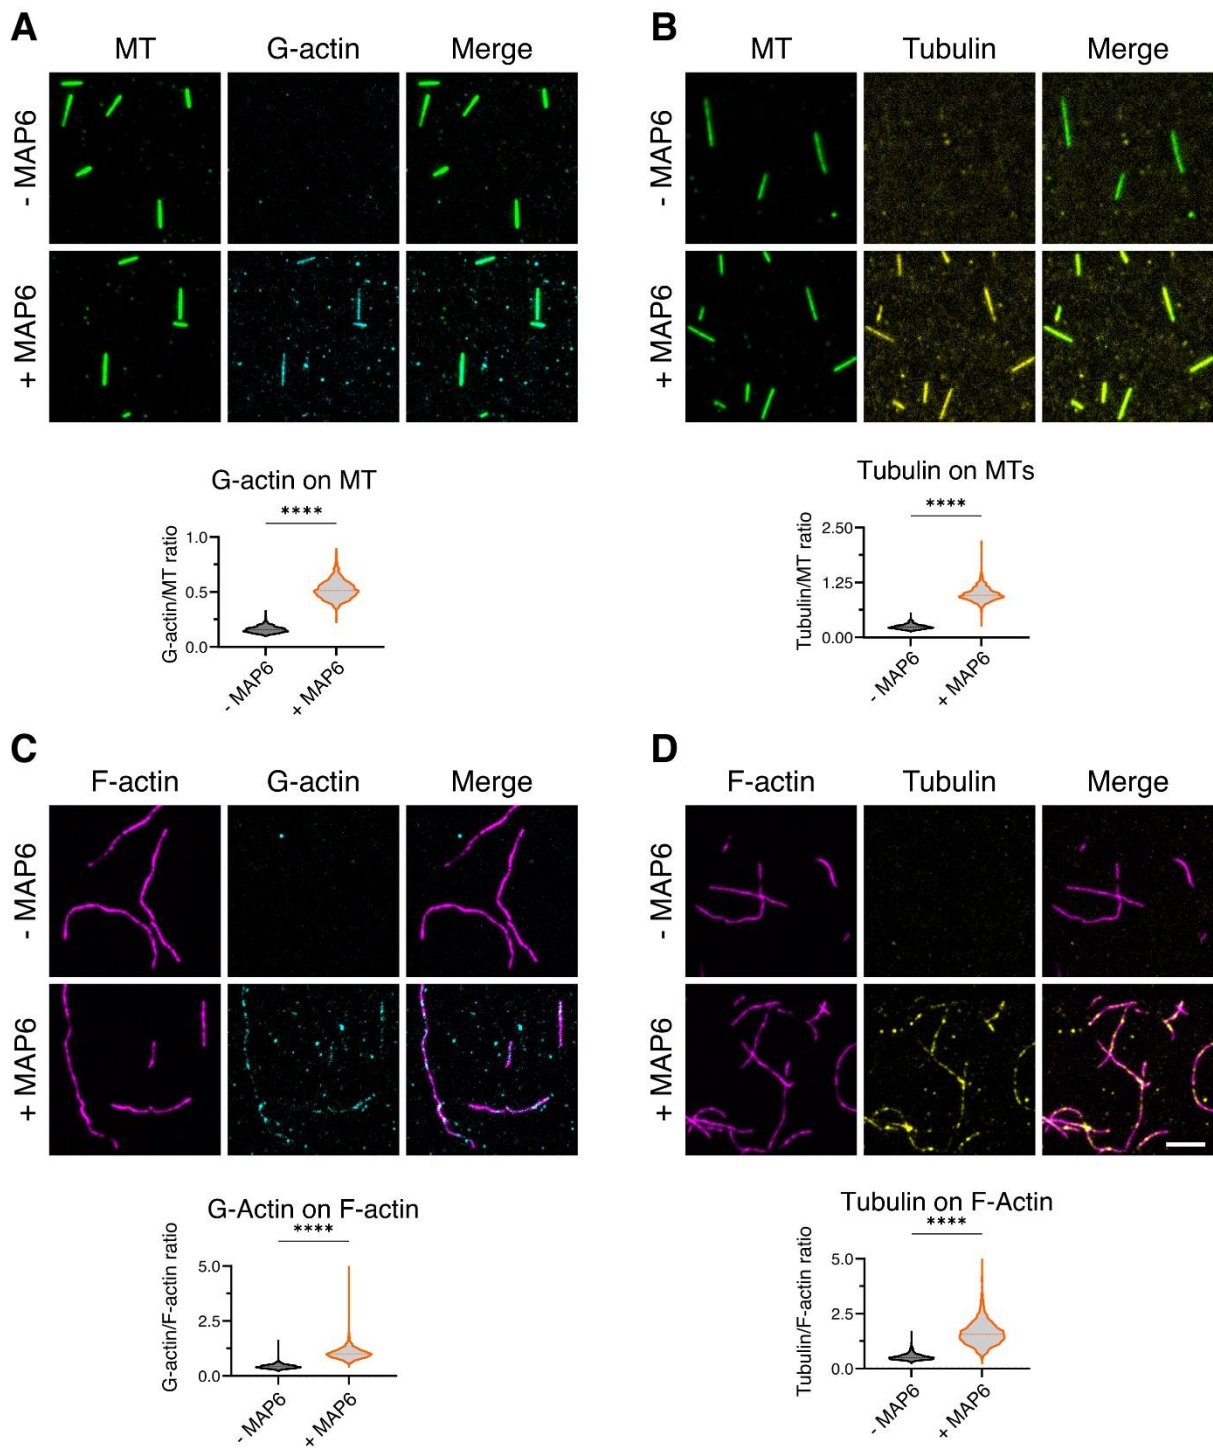 A
MT G-actin Merge
- MAP6
+ MAP6
G-actin on MT
****
G-actin/MT ratio
1.0
0.5
0.0
- MAP6
+ MAP6
B
MT Tubulin Merge
- MAP6
+ MAP6
Tubulin on MTs
****
Tubulin/MT ratio
2.50
1.25
0.00
- MAP6
+ MAP6
C
F-actin G-actin Merge
- MAP6
+ MAP6
G-Actin on F-actin
****
G-actin/F-actin ratio
5.0
2.5
0.0
- MAP6
+ MAP6
D
F-actin Tubulin Merge
- MAP6
+ MAP6
Tubulin on F-Actin
****
Tubulin/F-actin ratio
5.0
2.5
0.0
- MAP6
+ MAP6